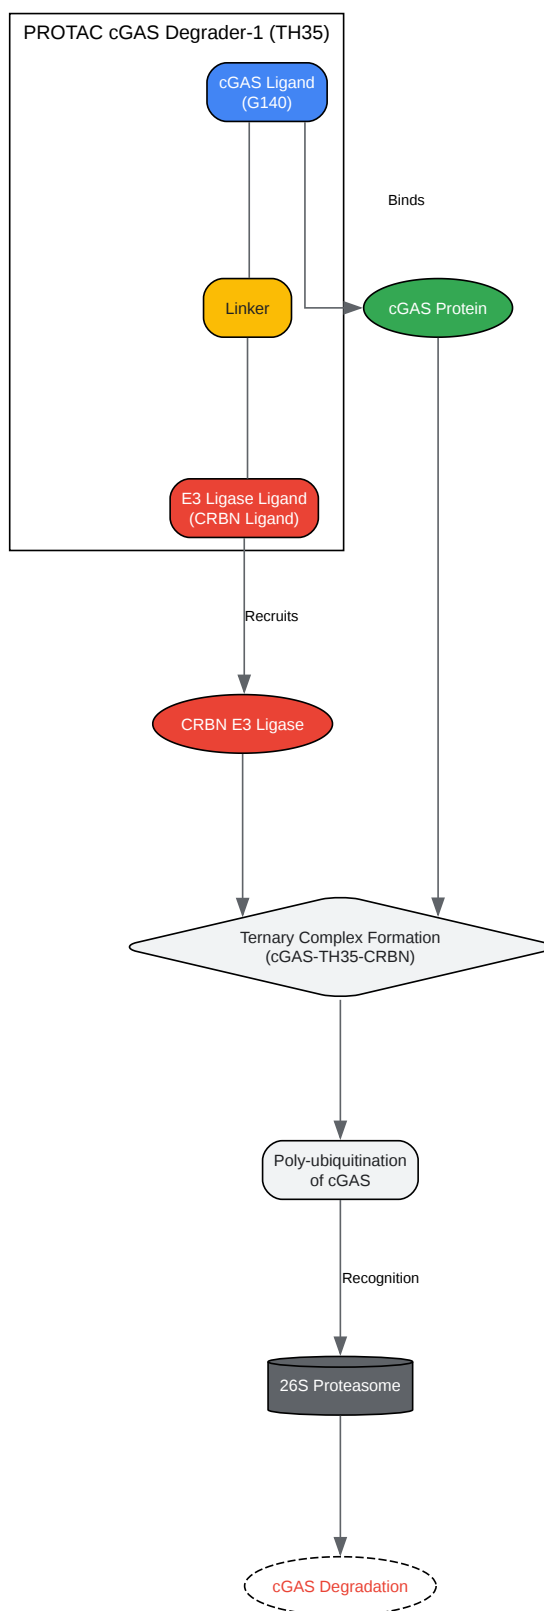 PROTAC cGAS Degrader-1 (TH35)
cGAS Ligand
(G140)
Binds
Linker
cGAS Protein
E3 Ligase Ligand
(CRBN Ligand)
Recruits
CRBN E3 Ligase
Ternary Complex Formation
(cGAS-TH35-CRBN)
Poly-ubiquitination
of cGAS
Recognition
26S Proteasome
cGAS Degradation